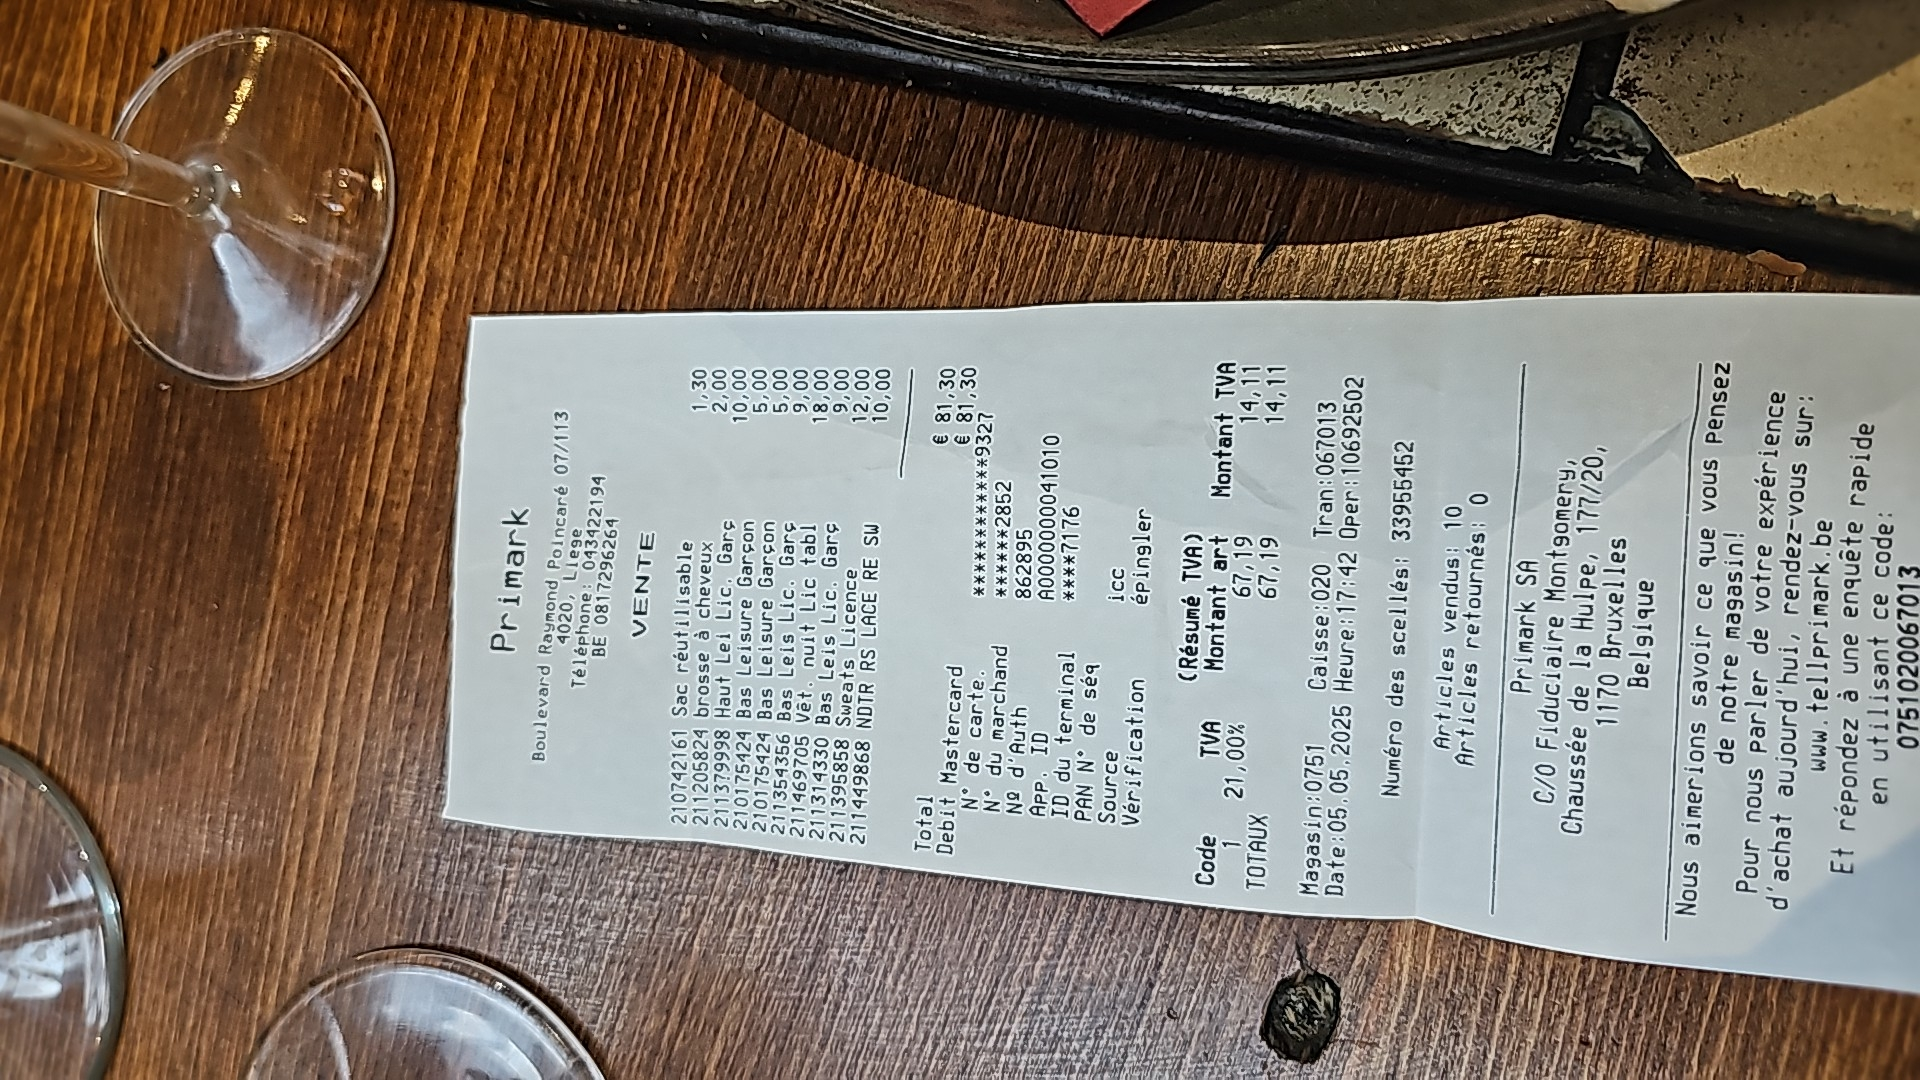 Primark
Boulevard Raymond Poincaré 07/113
4020, Liege
Téléphone: 043422194
BE 0817296264
VENTE
210742161 Sac réutilisable 1,30
211205824 brosse à cheveux 2,00
211379998 Haut Lei Lic. Garç 10,00
210175424 Bas Leisure Garçon 5,00
210175424 Bas Leisure Garçon 5,00
211354356 Bas Leis Lic. Garç 9,00
211469705 Vêt. nuit Lic tabl 18,00
211314330 Bas Leis Lic. Garç 9,00
211395858 Sweats Licence 12,00
211449868 NDTR RS LACE RE SW 10,00
Total € 81,30
Debit Mastercard € 81,30
N° de carte. ************9327
N° du marchand ******2852
Nº d'Auth 862895
App. ID A0000000041010
ID du terminal ****7176
PAN N° de séq
Source icc
Vérification épingler
(Résumé TVA)
Code TVA Montant art Montant TVA
1 21,00% 67,19 14,11
TOTAUX 67,19 14,11
Magasin:0751 Caisse:020 Tran:067013
Date:05.05.2025 Heure:17:42 Oper:10692502
Numéro des scellés: 33955452
Articles vendus: 10
Articles retournés: 0
Primark SA
C/O Fiduciaire Montgomery,
Chaussée de la Hulpe, 177/20,
1170 Bruxelles
Belgique
Nous aimerions savoir ce que vous Pensez
de notre magasin!
Pour nous parler de votre expérience
d'achat aujourd'hui, rendez-vous sur:
www.tellprimark.be
Et répondez à une enquête rapide
en utilisant ce code:
0751020067013